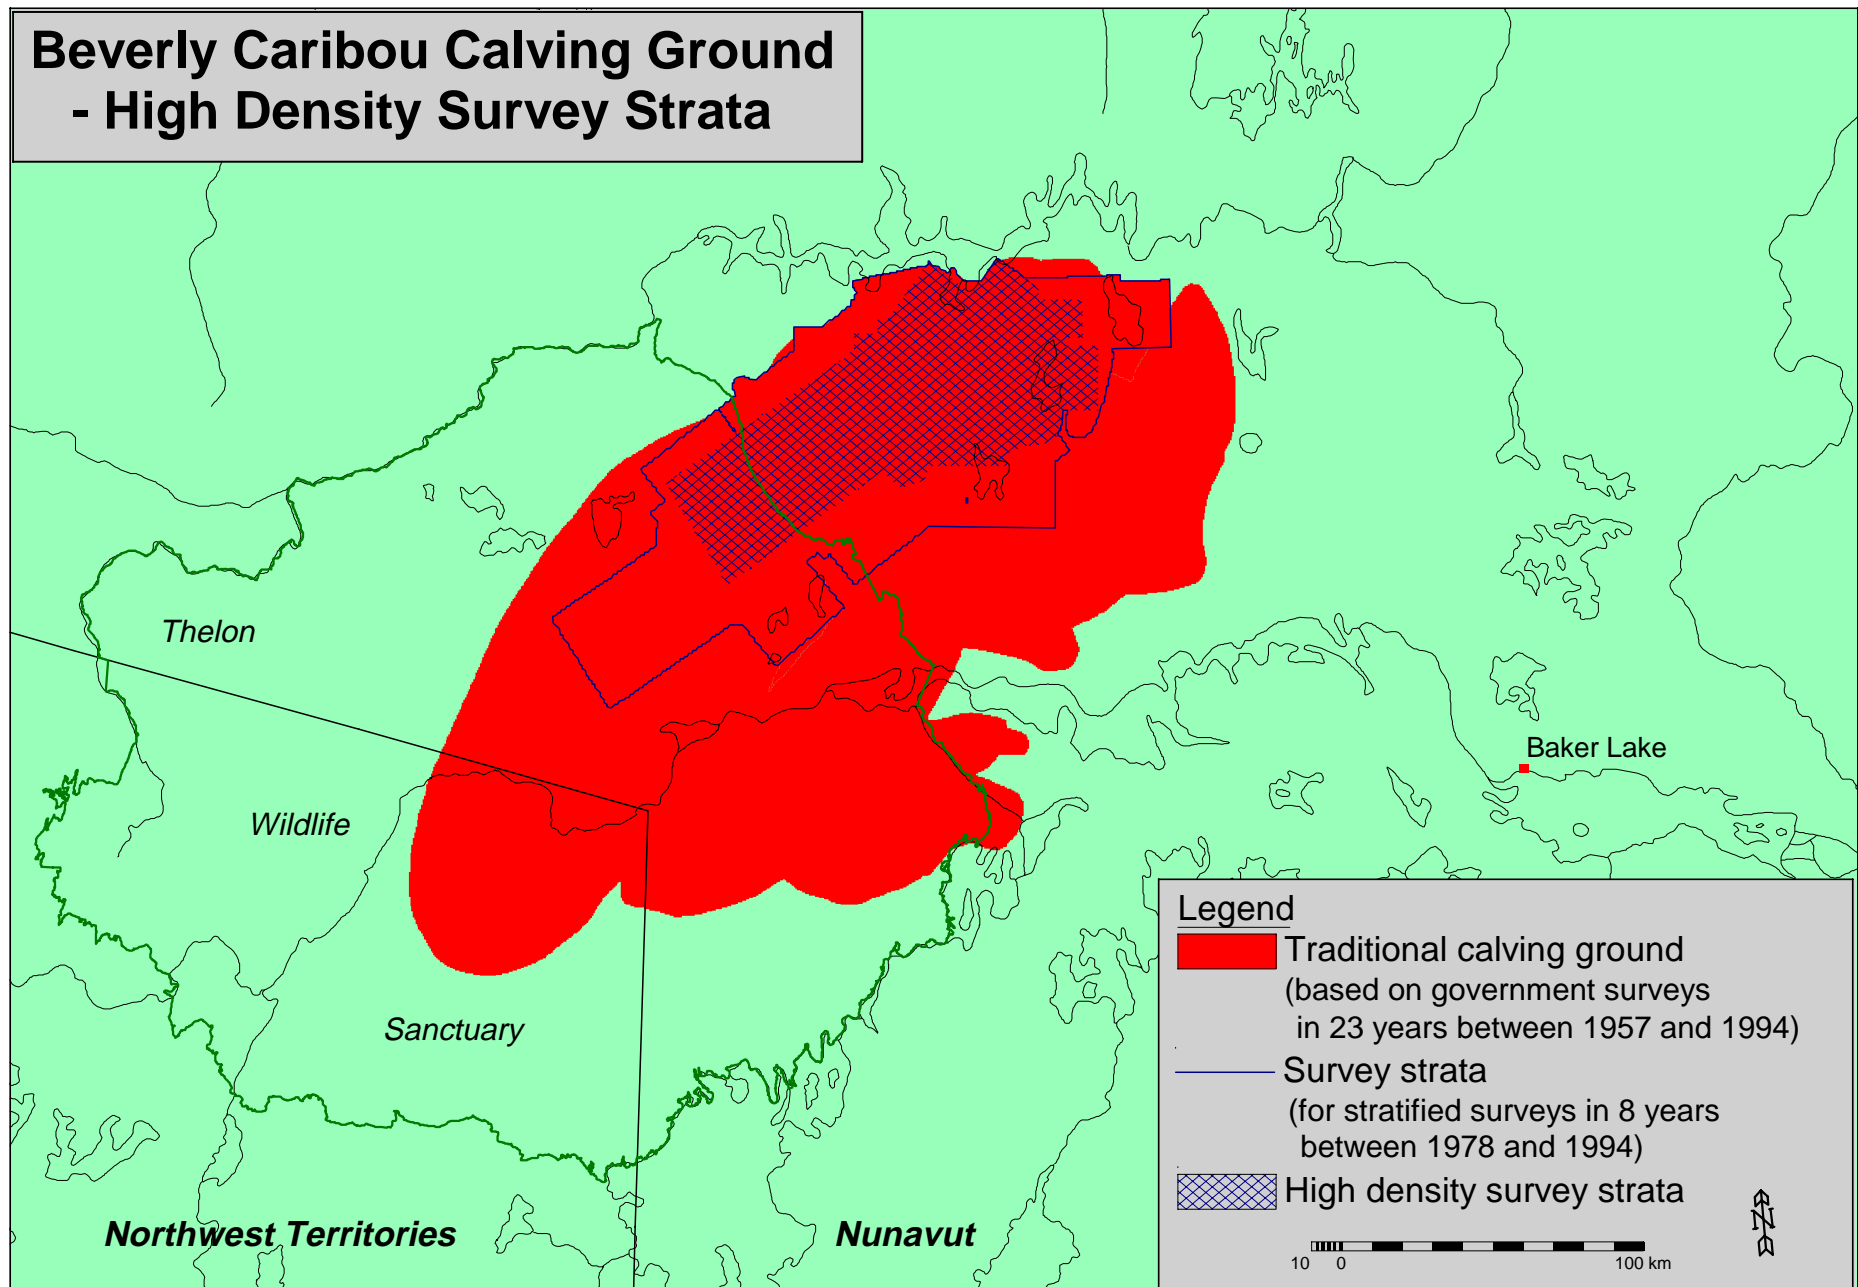 Beverly Caribou Calving Ground
- High Density Survey Strata
Thelon
Wildlife
Sanctuary
Baker Lake
Northwest Territories
Nunavut
Legend
Traditional calving ground
(based on government surveys
in 23 years between 1957 and 1994)
Survey strata
(for stratified surveys in 8 years
between 1978 and 1994)
High density survey strata
10 0 100 km
N